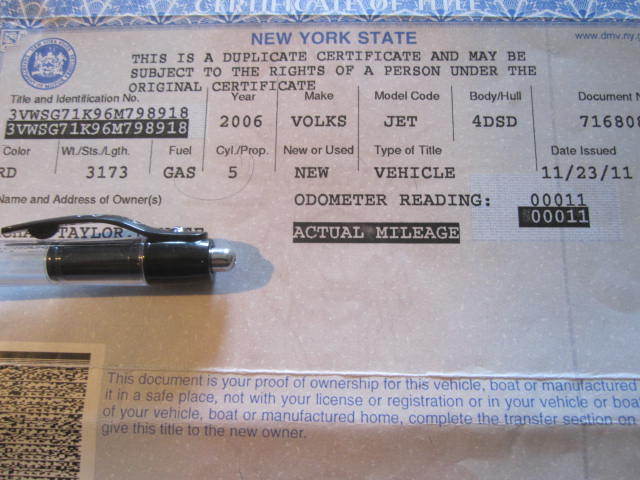 CERTIFICATE OF TITLE
NEW YORK STATE
www.dmv.ny.g
THIS IS A DUPLICATE CERTIFICATE AND MAY BE
SUBJECT TO THE RIGHTS OF A PERSON UNDER THE
ORIGINAL CERTIFICATE
Title and Identification No. Year Make Model Code Body/Hull Document N
3VWSG71K96M798918
3VWSG71K96M798918 2006 VOLKS JET 4DSD 716808
Color Wt./Sts./Lgth. Fuel Cyl./Prop. New or Used Type of Title Date Issued
RD 3173 GAS 5 NEW VEHICLE 11/23/11
Name and Address of Owner(s)
ODOMETER READING: 00011
00011
TAYLOR
ACTUAL MILEAGE
This document is your proof of ownership for this vehicle, boat or manufactured
it in a safe place, not with your license or registration or in your vehicle or boa
of your vehicle, boat or manufactured home, complete the transfer section on
give this title to the new owner.